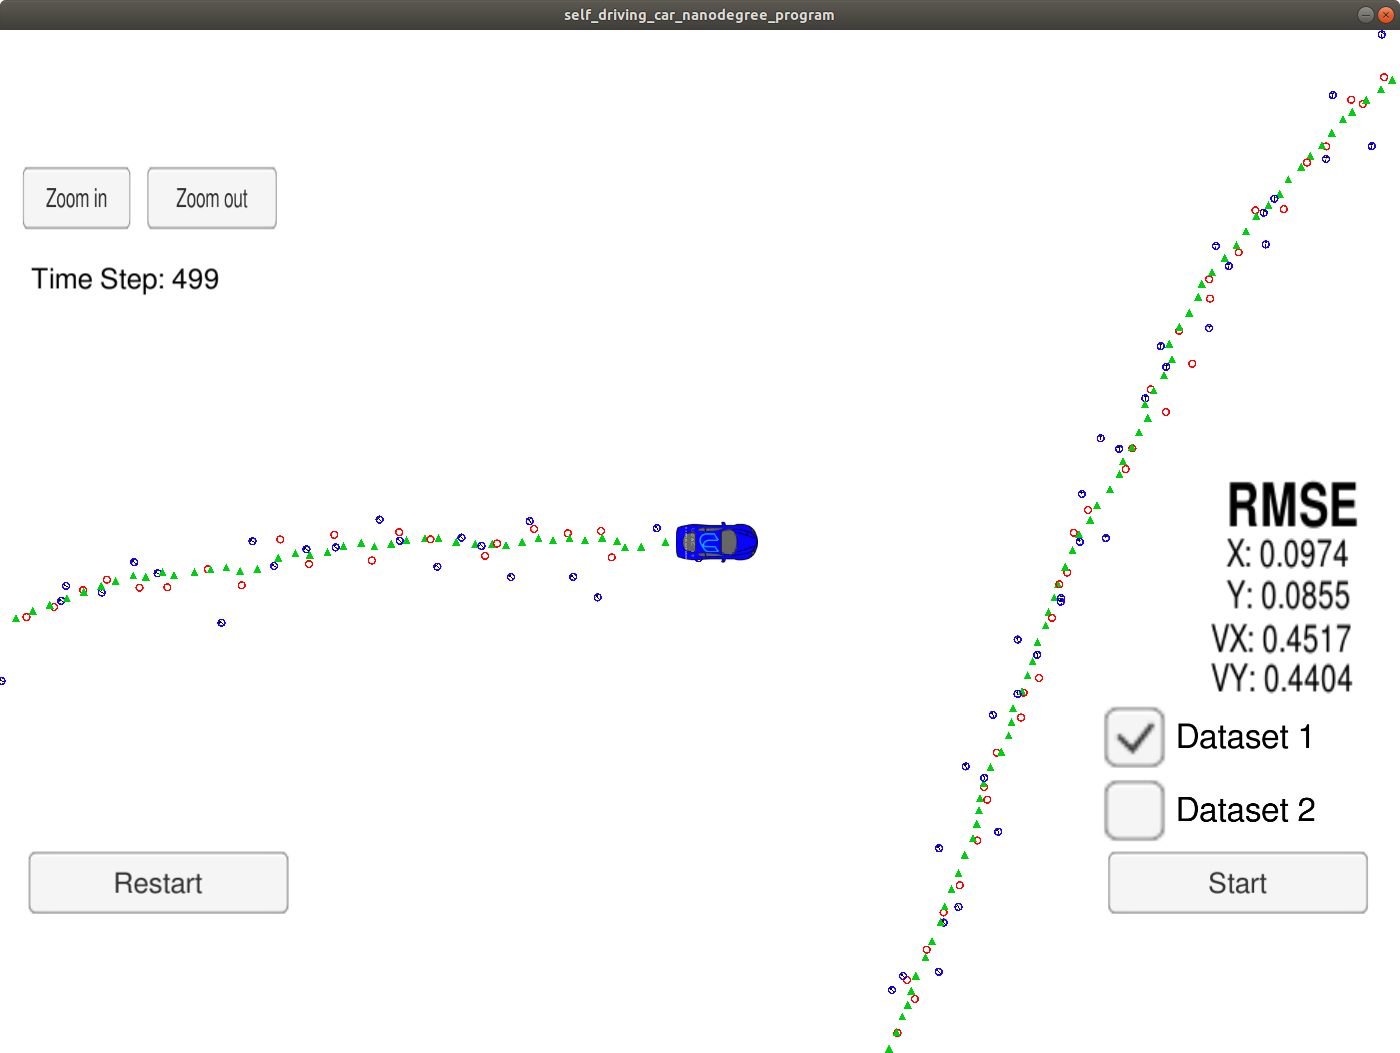 self_driving_car_nanodegree_program
Zoom in
Zoom out
Time Step: 499
RMSE
X: 0.0974
Y: 0.0855
VX: 0.4517
VY: 0.4404
Dataset 1
Dataset 2
Restart
Start